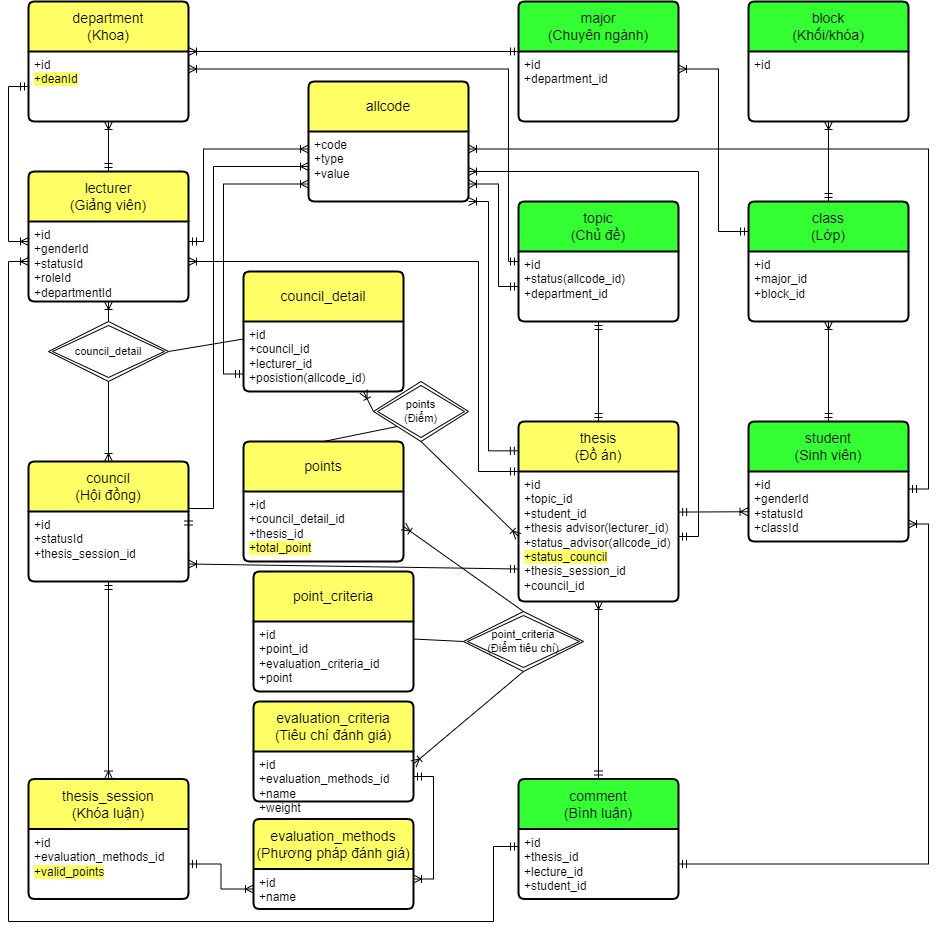 department
(Khoa)
+id
+deanId
major
(Chuyên ngành)
+id
+department_id
block
(Khối/khóa)
+id
allcode
+code
+type
+value
lecturer
(Giảng viên)
+id
+genderId
+statusId
+roleId
+departmentId
topic
(Chủ đề)
+id
+status(allcode_id)
+department_id
class
(Lớp)
+id
+major_id
+block_id
council_detail
+id
+council_id
+lecturer_id
+posistion(allcode_id)
council_detail
points
(Điểm)
council
(Hội đồng)
+id
+statusId
+thesis_session_id
points
+id
+council_detail_id
+thesis_id
+total_point
thesis
(Đồ án)
+id
+topic_id
+student_id
+thesis advisor(lecturer_id)
+status_advisor(allcode_id)
+status_council
+thesis_session_id
+council_id
student
(Sinh viên)
+id
+genderId
+statusId
+classId
point_criteria
+id
+point_id
+evaluation_criteria_id
+point
point_criteria
(Điểm tiêu chí)
evaluation_criteria
(Tiêu chí đánh giá)
+id
+evaluation_methods_id
+name
+weight
thesis_session
(Khóa luận)
+id
+evaluation_methods_id
+valid_points
evaluation_methods
(Phương pháp đánh giá)
+id
+name
comment
(Bình luận)
+id
+thesis_id
+lecture_id
+student_id